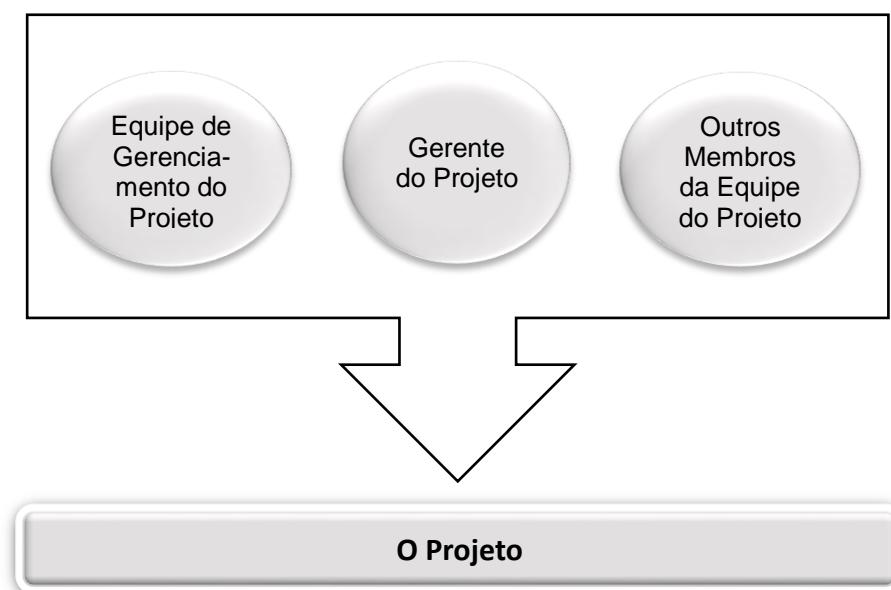 Equipe de
Gerencia-
mento do
Projeto
Gerente
do Projeto
Outros
Membros
da Equipe
do Projeto
O Projeto